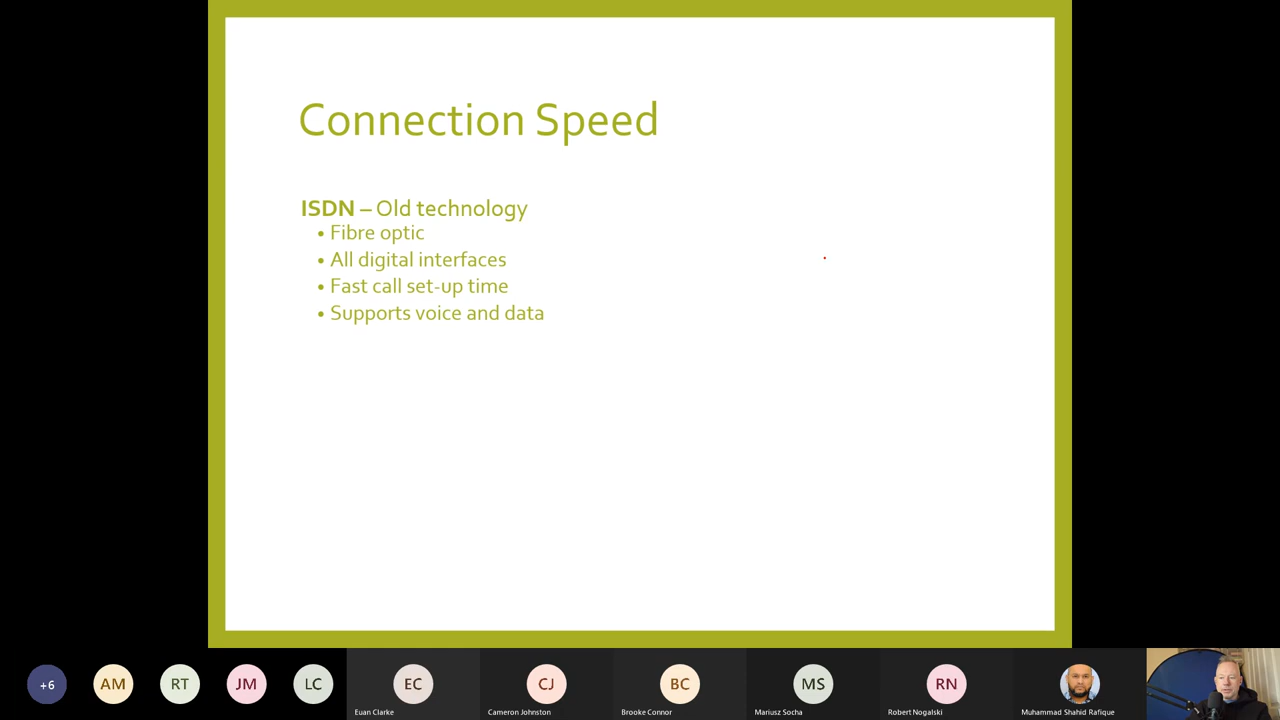 Connection Speed
ISDN – Old technology
• Fibre optic
• All digital interfaces
• Fast call set-up time
• Supports voice and data
+6
AM
RT
JM
LC
EC
CJ
BC
MS
RN
Euan Clarke
Cameron Johnston
Brooke Connor
Mariusz Socha
Robert Nogalski
Muhammad Shahid Rafique